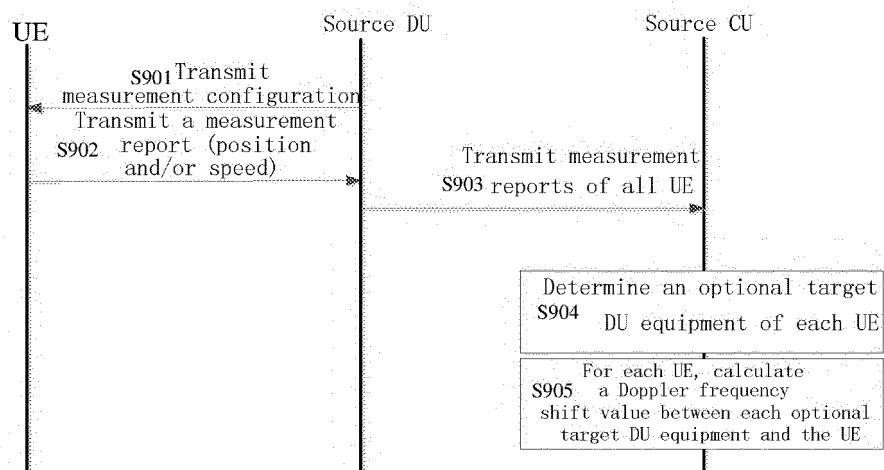 UE
Source DU
Source CU
S901 Transmit
measurement configuration
Transmit a measurement
S902 report (position
and/or speed)
Transmit measurement
S903 reports of all UE
Determine an optional target
S904
DU equipment of each UE
For each UE, calculate
S905 a Doppler frequency
shift value between each optional
target DU equipment and the UE